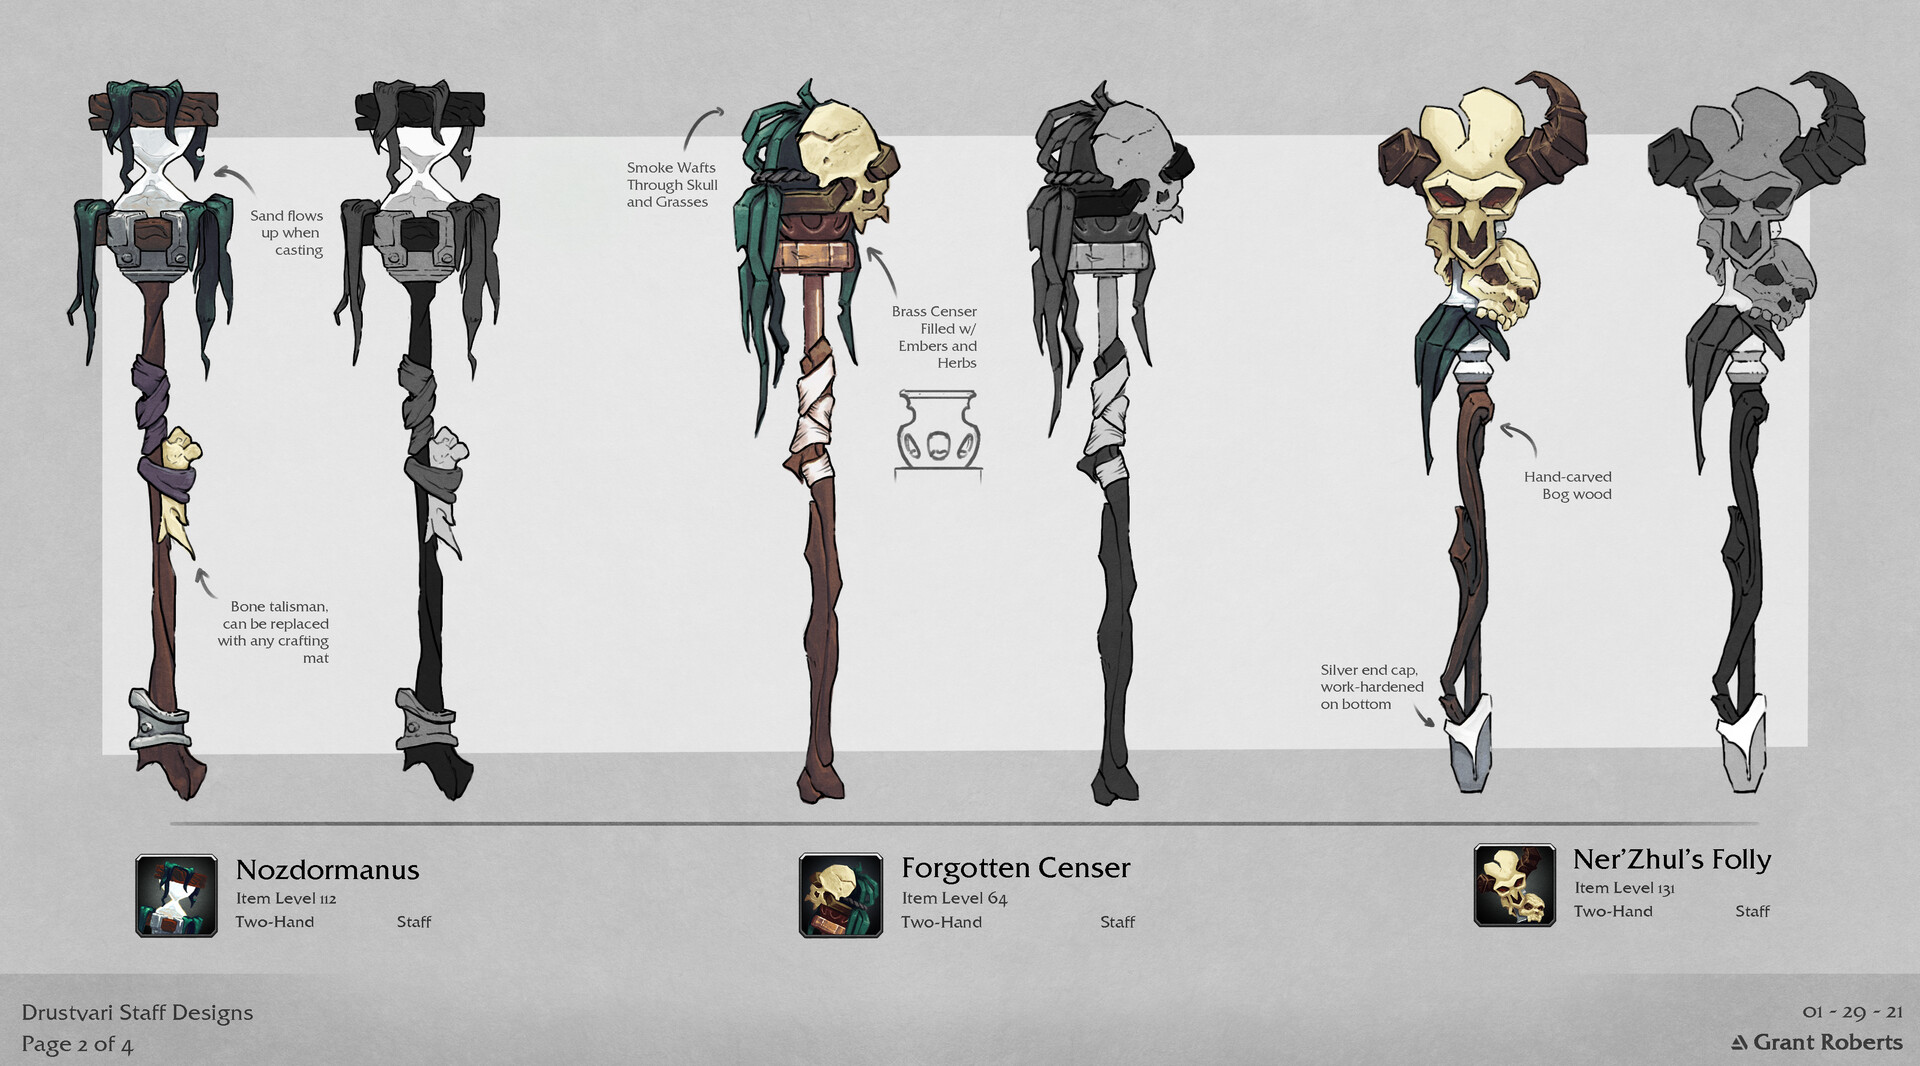 Sand flows
up when
casting
Bone talisman,
can be replaced
with any crafting
mat
Smoke Wafts
Through Skull
and Grasses
Brass Censer
Filled w/
Embers and
Herbs
Hand-carved
Bog wood
Silver end cap,
work-hardened
on bottom
Nozdormanus
Item Level 112
Two-Hand Staff
Forgotten Censer
Item Level 64
Two-Hand Staff
Ner'Zhul's Folly
Item Level 131
Two-Hand Staff
Drustvari Staff Designs
Page 2 of 4
01 - 29 - 21
Grant Roberts